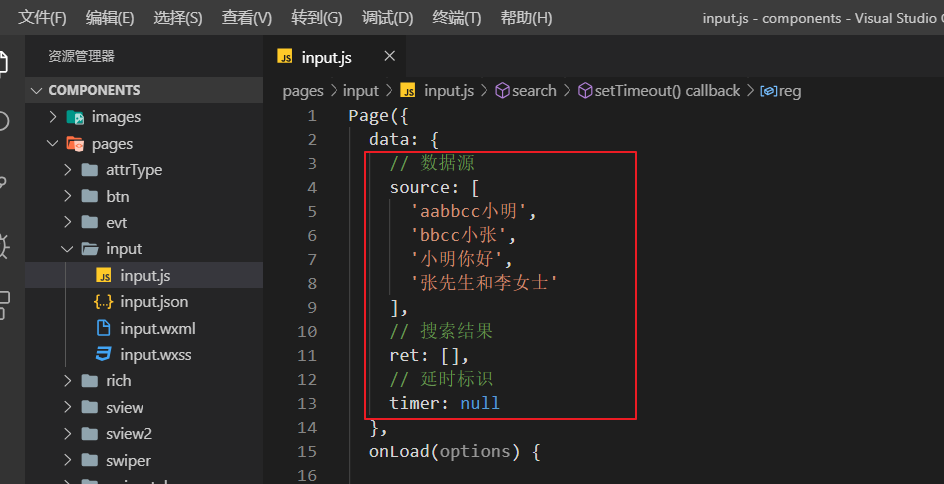 文件(F) 编辑(E) 选择(S) 查看(V) 转到(G) 调试(D) 终端(T) 帮助(H) input.js - components - Visual Studio
资源管理器
COMPONENTS
images
pages
attrType
btn
evt
input
input.js
input.json
input.wxml
input.wxss
rich
sview
sview2
swiper
JS input.js ×
pages > input > JS input.js > search > setTimeout() callback > reg
1 Page({
2 data: {
3 // 数据源
4 source: [
5 'aabbcc小明',
6 'bbcc小张',
7 '小明你好',
8 '张先生和李女士'
9 ],
10 // 搜索结果
11 ret: [],
12 // 延时标识
13 timer: null
14 },
15 onLoad(options) {
16